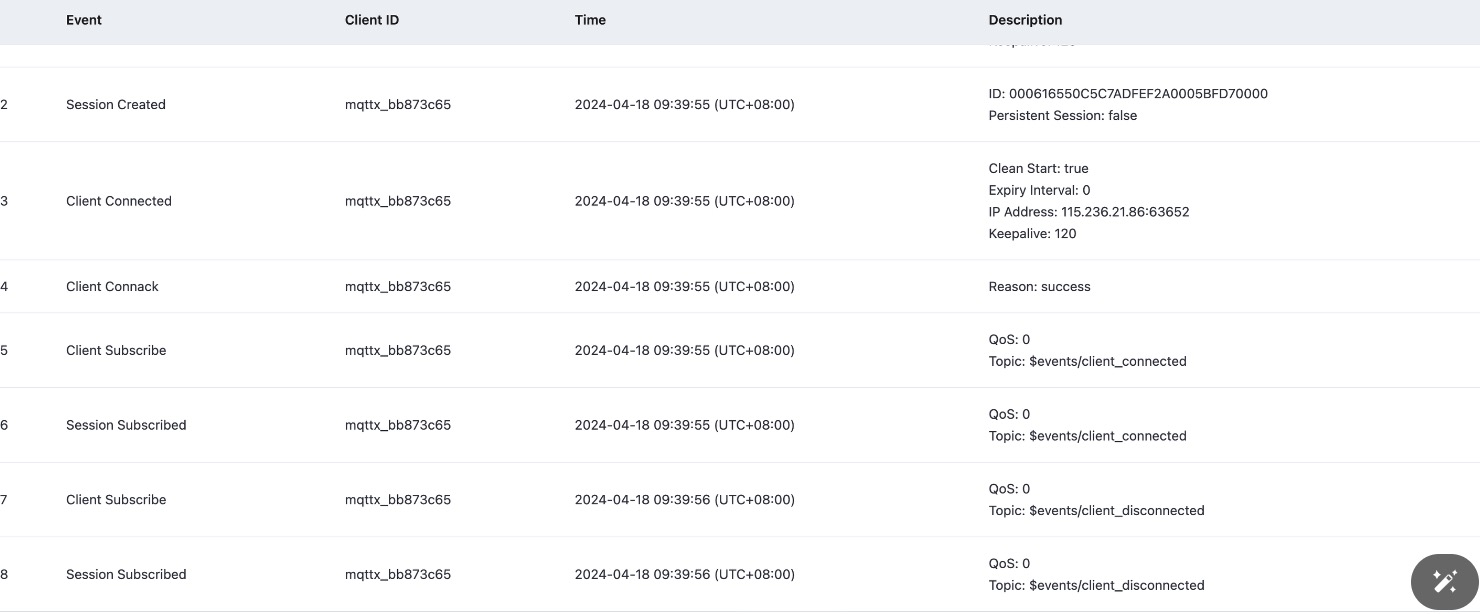 Event Client ID Time Description
2 Session Created mqttx_bb873c65 2024-04-18 09:39:55 (UTC+08:00) ID: 000616550C5C7ADFEF2A0005BFD70000
Persistent Session: false
3 Client Connected mqttx_bb873c65 2024-04-18 09:39:55 (UTC+08:00) Clean Start: true
Expiry Interval: 0
IP Address: 115.236.21.86:63652
Keepalive: 120
4 Client Connack mqttx_bb873c65 2024-04-18 09:39:55 (UTC+08:00) Reason: success
5 Client Subscribe mqttx_bb873c65 2024-04-18 09:39:55 (UTC+08:00) QoS: 0
Topic: $events/client_connected
6 Session Subscribed mqttx_bb873c65 2024-04-18 09:39:55 (UTC+08:00) QoS: 0
Topic: $events/client_connected
7 Client Subscribe mqttx_bb873c65 2024-04-18 09:39:56 (UTC+08:00) QoS: 0
Topic: $events/client_disconnected
8 Session Subscribed mqttx_bb873c65 2024-04-18 09:39:56 (UTC+08:00) QoS: 0
Topic: $events/client_disconnected